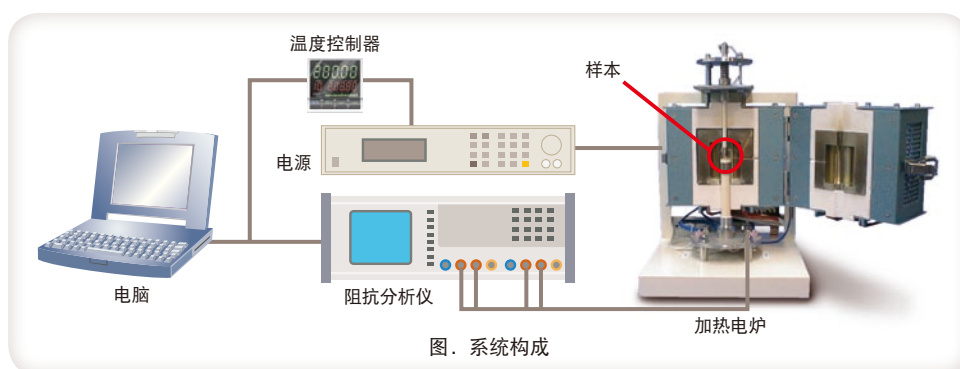 温度控制器
样本
电源
电脑
阻抗分析仪
加热电炉
图. 系统构成